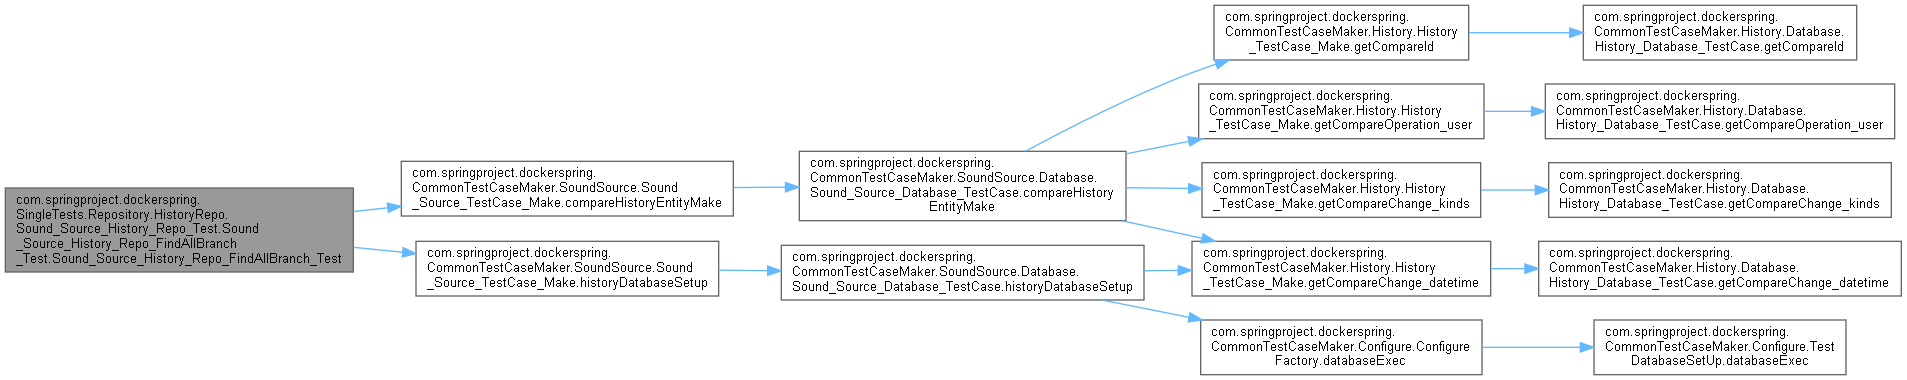 com.springproject.dockerspring.
SingleTests.Repository.HistoryRepo.
Sound_Source_History_Repo_Test.Sound
_Source_History_Repo_FindAllBranch
_Test.Sound_Source_History_Repo_FindAllBranch_Test
com.springproject.dockerspring.
CommonTestCaseMaker.SoundSource.Sound
_Source_TestCase_Make.compareHistoryEntityMake
com.springproject.dockerspring.
CommonTestCaseMaker.SoundSource.Sound
_Source_TestCase_Make.historyDatabaseSetup
com.springproject.dockerspring.
CommonTestCaseMaker.SoundSource.Database.
Sound_Source_Database_TestCase.compareHistory
EntityMake
com.springproject.dockerspring.
CommonTestCaseMaker.SoundSource.Database.
Sound_Source_Database_TestCase.historyDatabaseSetup
com.springproject.dockerspring.
CommonTestCaseMaker.History.History
_TestCase_Make.getCompareId
com.springproject.dockerspring.
CommonTestCaseMaker.History.History
_TestCase_Make.getCompareOperation_user
com.springproject.dockerspring.
CommonTestCaseMaker.History.History
_TestCase_Make.getCompareChange_kinds
com.springproject.dockerspring.
CommonTestCaseMaker.History.History
_TestCase_Make.getCompareChange_datetime
com.springproject.dockerspring.
CommonTestCaseMaker.Configure.Configure
Factory.databaseExec
com.springproject.dockerspring.
CommonTestCaseMaker.History.Database.
History_Database_TestCase.getCompareId
com.springproject.dockerspring.
CommonTestCaseMaker.History.Database.
History_Database_TestCase.getCompareOperation_user
com.springproject.dockerspring.
CommonTestCaseMaker.History.Database.
History_Database_TestCase.getCompareChange_kinds
com.springproject.dockerspring.
CommonTestCaseMaker.History.Database.
History_Database_TestCase.getCompareChange_datetime
com.springproject.dockerspring.
CommonTestCaseMaker.Configure.Test
DatabaseSetUp.databaseExec